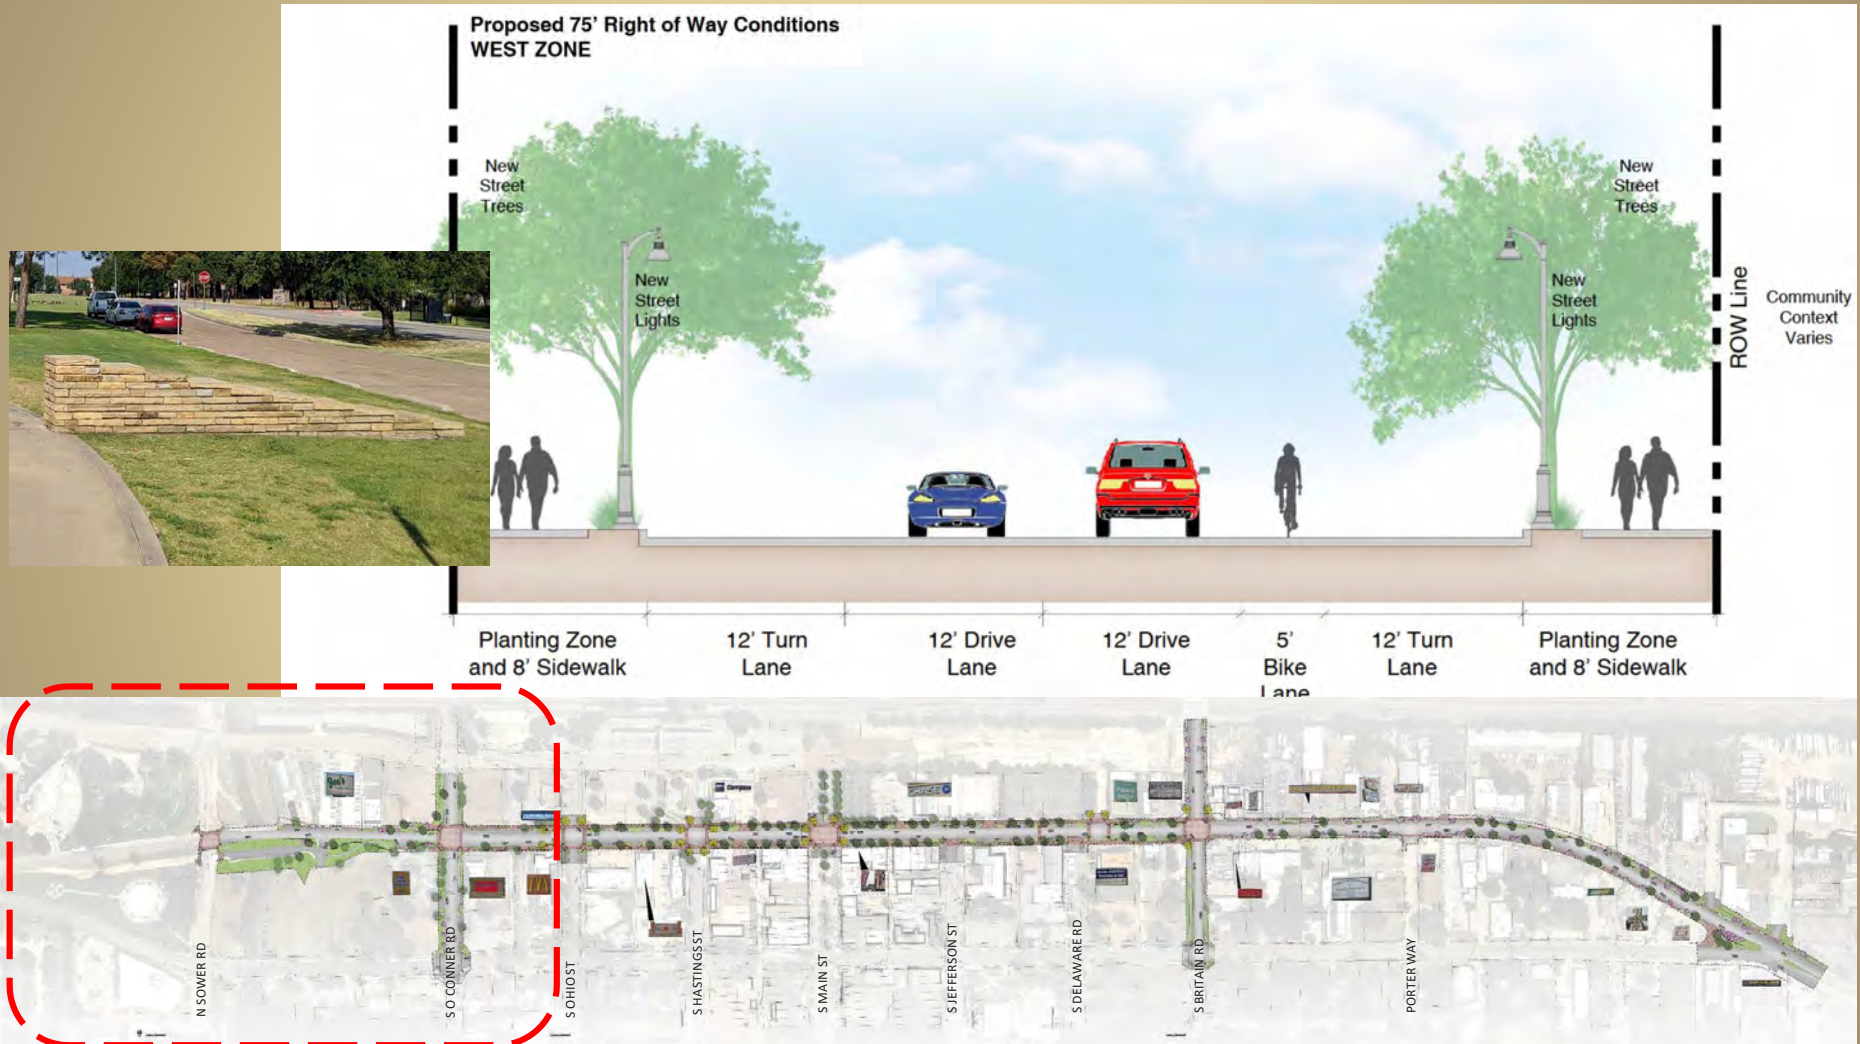 Proposed 75' Right of Way Conditions
WEST ZONE
New
Street
Trees
New
Street
Lights
New
Street
Trees
New
Street
Lights
ROW Line
Community
Context
Varies
Planting Zone
and 8' Sidewalk
12' Turn
Lane
12' Drive
Lane
12' Drive
Lane
5'
Bike
Lane
12' Turn
Lane
Planting Zone
and 8' Sidewalk
Compass
CHASE
N SOWER RD
S O CONNER RD
S OHIO ST
S HASTINGS ST
S MAIN ST
S JEFFERSON ST
S DELAWARE RD
S BRITAIN RD
PORTER WAY